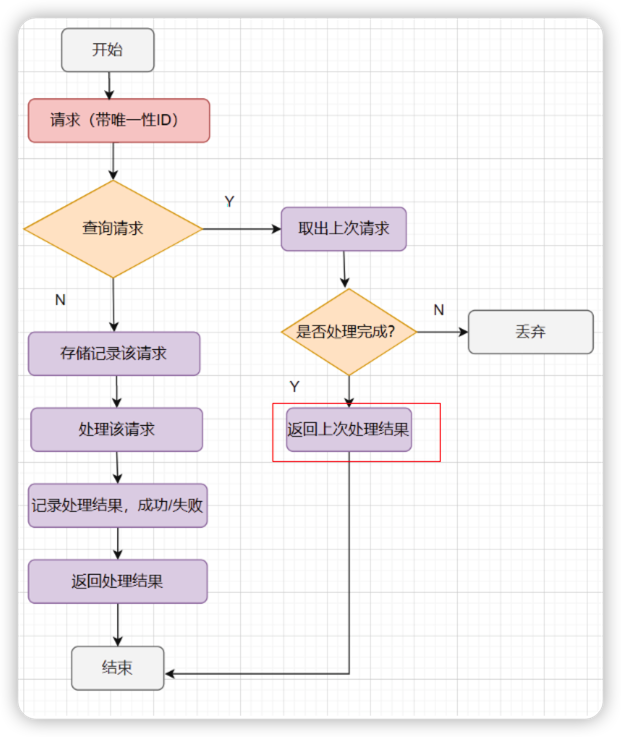 开始
请求（带唯一性ID）
查询请求
Y
取出上次请求
N
是否处理完成?
N
丢弃
存储记录该请求
Y
处理该请求
返回上次处理结果
记录处理结果，成功/失败
返回处理结果
结束